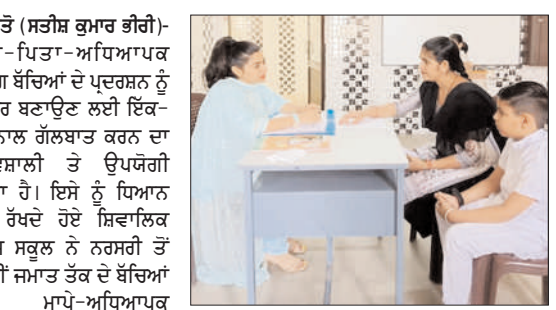 ਤੋ (ਸਤੀਸ਼ ਕੁਮਾਰ ਭੀਰੀ)-
-ਪਿਤਾ-ਅਧਿਆਪਕ
ਬੱਚਿਆਂ ਦੇ ਪ੍ਰਦਰਸ਼ਨ ਨੂੰ
ਰ ਬਣਾਉਣ ਲਈ ਇੱਕ-
ਨਾਲ ਗੱਲਬਾਤ ਕਰਨ ਦਾ
ਸ਼ਾਲੀ ਤੇ ਉਪਯੋਗੀ
ਾ ਹੈ। ਇਸੇ ਨੂੰ ਧਿਆਨ
ਰੱਖਦੇ ਹੋਏ ਸ਼ਿਵਾਲਿਕ
ਸਕੂਲ ਨੇ ਨਰਸਰੀ ਤੋਂ
ਜਮਾਤ ਤੱਕ ਦੇ ਬੱਚਿਆਂ
ਮਾਪੇ-ਅਧਿਆਪਕ